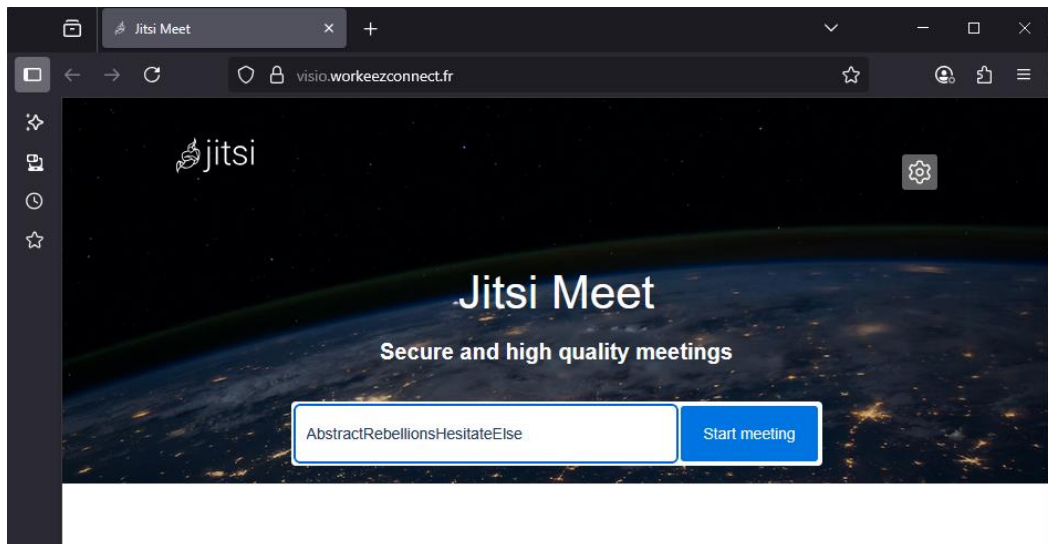 Jitsi Meet
visio.workeezconnect.fr
jitsi
Jitsi Meet
Secure and high quality meetings
AbstractRebellionsHesitateElse
Start meeting